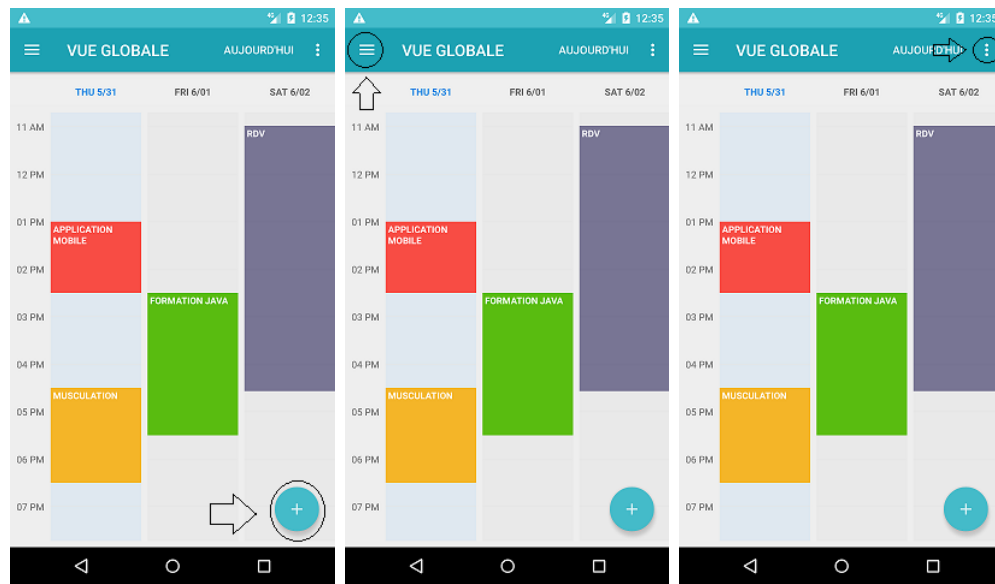 4G 12:35
VUE GLOBALE AUJOURD'HUI
THU 5/31 FRI 6/01 SAT 6/02
11 AM
RDV
12 PM
01 PM
APPLICATION
MOBILE
02 PM
FORMATION JAVA
03 PM
04 PM
MUSCULATION
05 PM
06 PM
07 PM
+
4G 12:35
VUE GLOBALE AUJOURD'HUI
THU 5/31 FRI 6/01 SAT 6/02
11 AM
RDV
12 PM
01 PM
APPLICATION
MOBILE
02 PM
FORMATION JAVA
03 PM
04 PM
MUSCULATION
05 PM
06 PM
07 PM
+
4G 12:35
VUE GLOBALE AUJOURD'HUI
THU 5/31 FRI 6/01 SAT 6/02
11 AM
RDV
12 PM
01 PM
APPLICATION
MOBILE
02 PM
FORMATION JAVA
03 PM
04 PM
MUSCULATION
05 PM
06 PM
07 PM
+